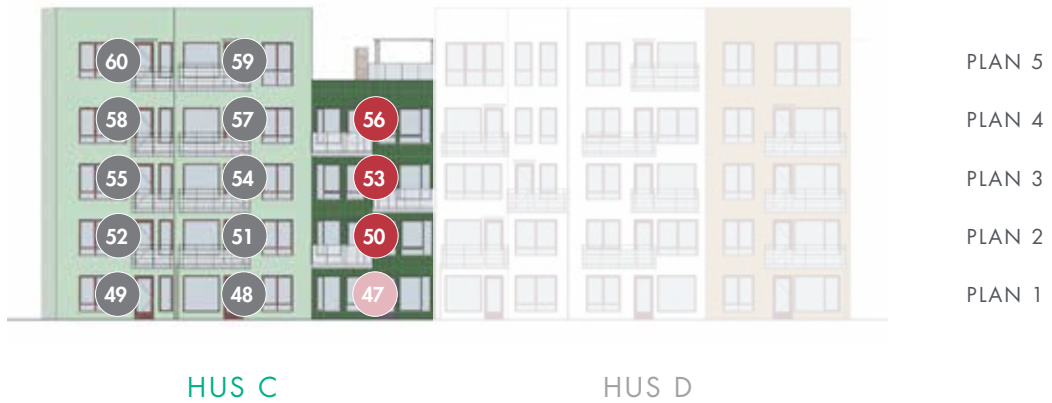 60 59 PLAN 5
58 57 56 PLAN 4
55 54 53 PLAN 3
52 51 50 PLAN 2
49 48 47 PLAN 1
HUS C HUS D